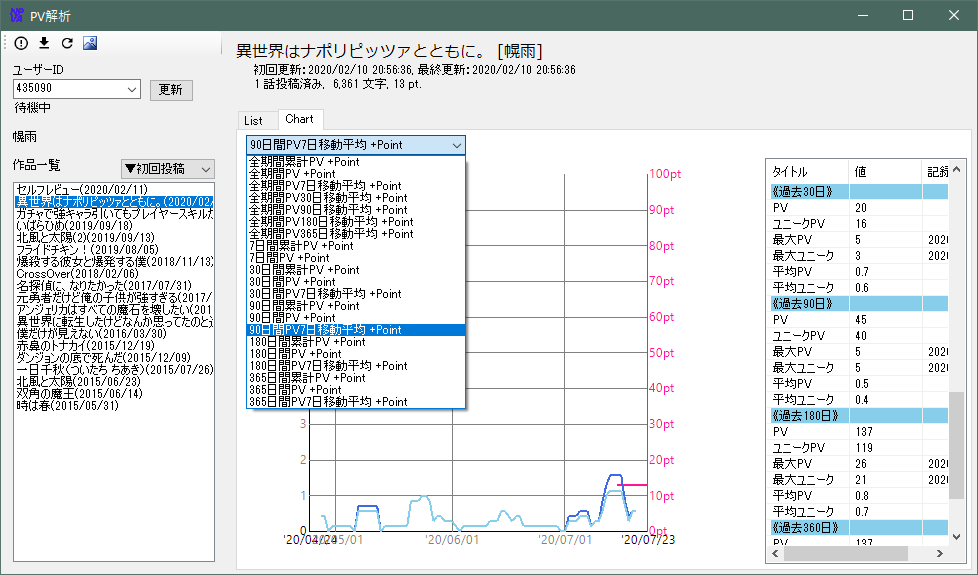 PV解析
ユーザーID
435090
更新
待機中
幌雨
作品一覧
▼初回投稿
セルフレビュー(2020/02/11)
異世界はナポリピッツァとともに。(2020/02/
ガチャで強キャラ引いてもプレイヤースキルが
いばらひめ(2019/09/18)
北風と太陽(2)(2019/09/13)
フライドチキン！(2019/08/05)
爆殺する彼女と爆発する僕(2018/11/13)
CrossOver(2018/02/06)
名探偵に、なりたかった(2017/07/31)
元勇者だけど俺の子供が強すぎる(2017/
アンジェリカはすべての魔石を壊したい(201
異世界に転生したけどなんか思ってたのと違
僕だけが見えない(2016/03/30)
赤鼻のトナカイ(2015/12/19)
ダンジョンの底で死んだ(2015/12/09)
一日千秋(ついたち ちあき)(2015/07/26)
北風と太陽(2015/06/23)
双角の魔王(2015/06/14)
時は春(2015/05/31)
異世界はナポリピッツァとともに。 [幌雨]
初回更新:2020/02/10 20:56:36, 最終更新:2020/02/10 20:56:36
1 話投稿済み, 6,361 文字, 13 pt.
List
Chart
90日間PV7日移動平均 +Point
全期間累計PV +Point
全期間PV +Point
全期間PV7日移動平均 +Point
全期間PV30日移動平均 +Point
全期間PV90日移動平均 +Point
全期間PV180日移動平均 +Point
全期間PV365日移動平均 +Point
7日間累計PV +Point
7日間PV +Point
30日間累計PV +Point
30日間PV +Point
30日間PV7日移動平均 +Point
90日間累計PV +Point
90日間PV +Point
90日間PV7日移動平均 +Point
180日間累計PV +Point
180日間PV +Point
180日間PV7日移動平均 +Point
365日間累計PV +Point
365日間PV +Point
365日間PV7日移動平均 +Point
100pt
90pt
80pt
70pt
60pt
50pt
40pt
3
30pt
2
20pt
1
10pt
0
0pt
'20/04/24
'20/05/01
'20/06/01
'20/07/01
'20/07/23
タイトル 値 記録
《過去30日》
PV 20
ユニークPV 16
最大PV 5 2020
最大ユニーク 3 2020
平均PV 0.7
平均ユニーク 0.6
《過去90日》
PV 45
ユニークPV 40
最大PV 5 2020
最大ユニーク 5 2020
平均PV 0.5
平均ユニーク 0.4
《過去180日》
PV 137
ユニークPV 119
最大PV 26 2020
最大ユニーク 21 2020
平均PV 0.8
平均ユニーク 0.7
《過去360日》
PV 137